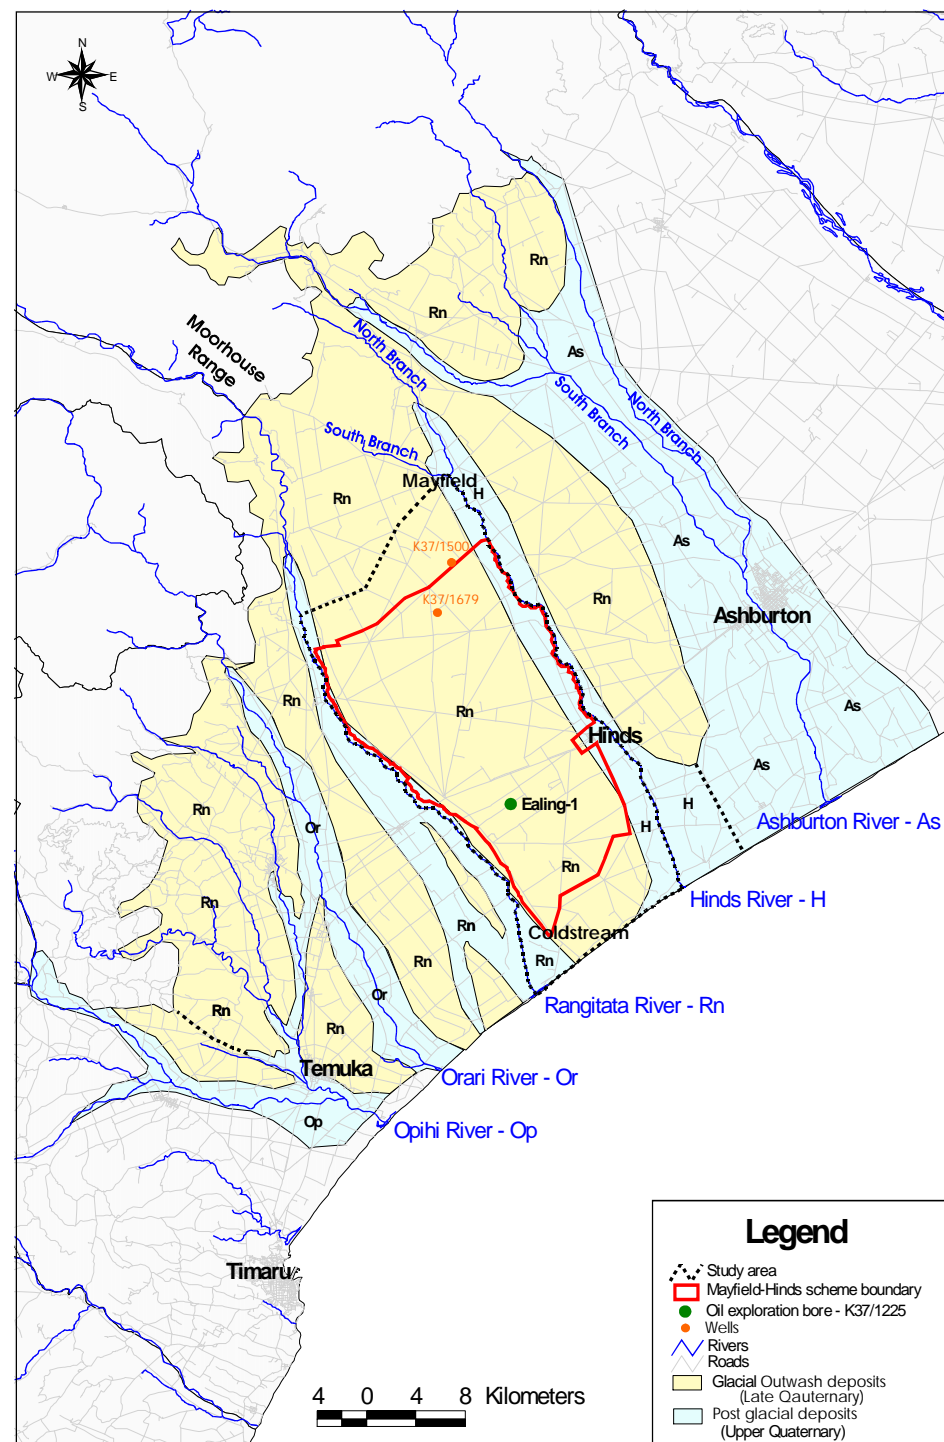 N
W E
S
Rn
Rn
Moorhouse
Range
North Branch
As
South Branch
North Branch
South Branch
Mayfield
H
Rn
As
K37/1500
K37/1679
Rn
Ashburton
Rn
Rn
As
Hinds
As
Ealing-1
H
H
Rn
Or
Ashburton River - As
Rn
Hinds River - H
Rn
Rn
Coldstream
Rn
Rn
Or
Rangitata River - Rn
Rn
Rn
Temuka
Orari River - Or
Op
Opihi River - Op
Timaru
Legend
Study area
Mayfield-Hinds scheme boundary
Oil exploration bore - K37/1225
Wells
Rivers
Roads
Glacial Outwash deposits
(Late Qauternary)
Post glacial deposits
(Upper Quaternary)
4 0 4 8 Kilometers